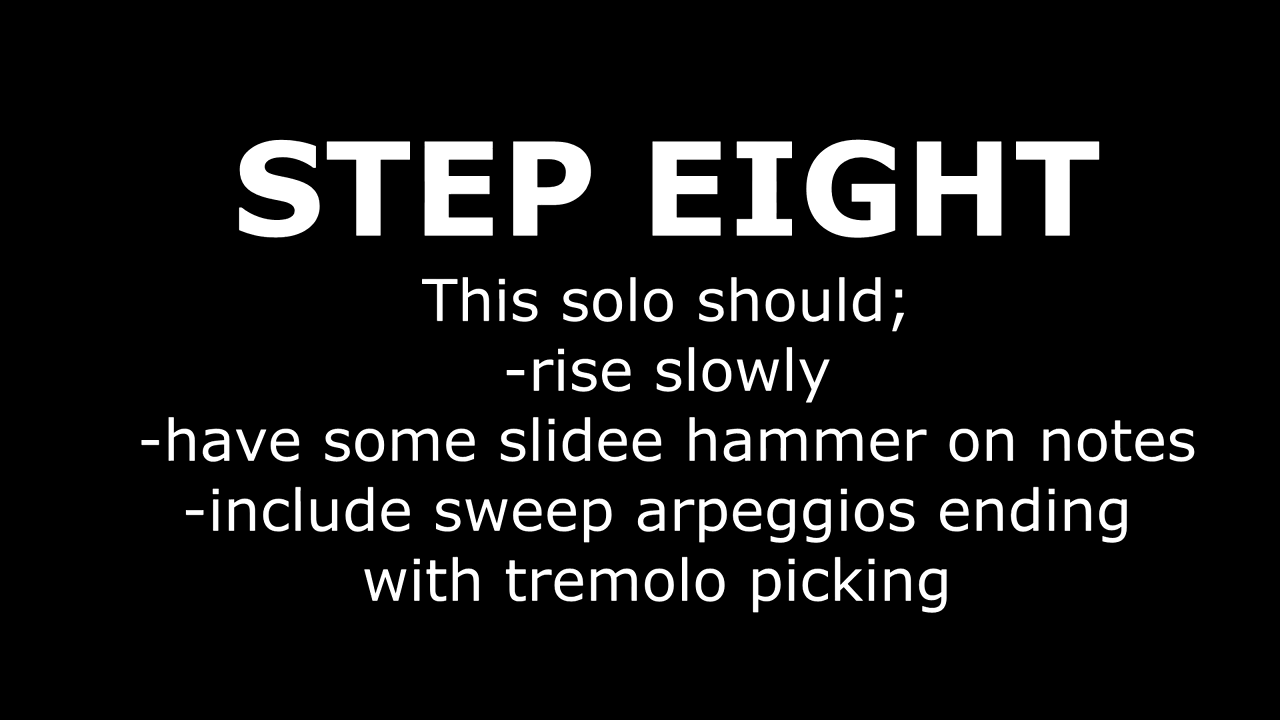 STEP EIGHT
This solo should;
-rise slowly
-have some slidee hammer on notes
-include sweep arpeggios ending
with tremolo picking